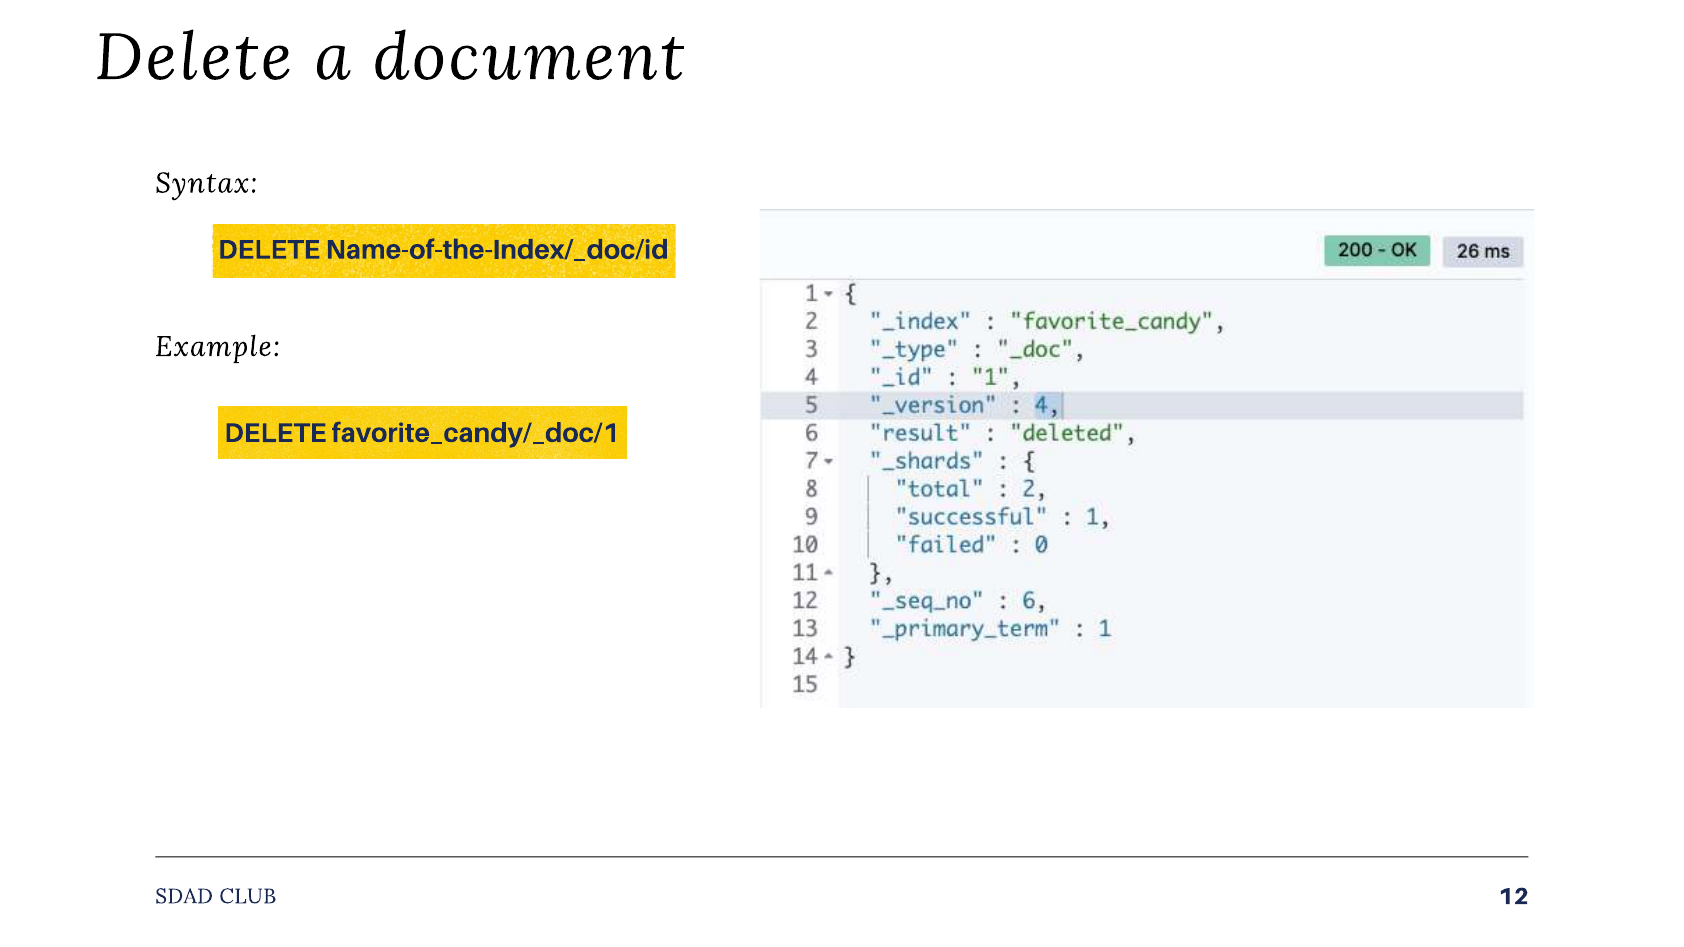 Delete a document
Syntax:
DELETE Name-of-the-Index/_doc/id
Example:
DELETE favorite_candy/_doc/1
200 - OK 26 ms
1 {
2 "_index" : "favorite_candy",
3 "_type" : "_doc",
4 "_id" : "1",
5 "_version" : 4,
6 "result" : "deleted",
7 "_shards" : {
8 "total" : 2,
9 "successful" : 1,
10 "failed" : 0
11 },
12 "_seq_no" : 6,
13 "_primary_term" : 1
14 }
15
SDAD CLUB
12